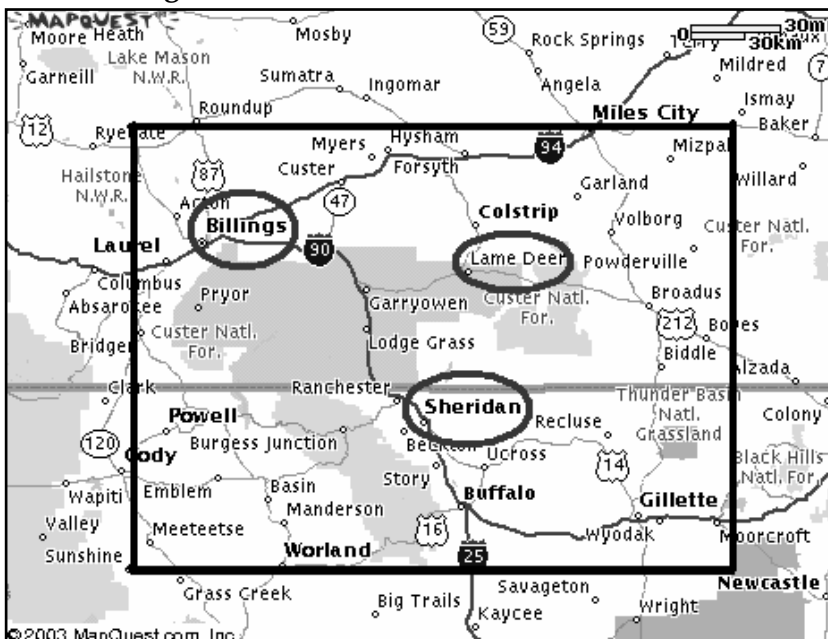 MAPQUEST
30mi
0
30km
Moore
Heath
Mosby
59
Rock Springs
Terry
Lake Mason
N.W.R.
Garneill
Sumatra
Ingomar
Angela
Mildred
7
Roundup
Miles City
Ismay
12
Ryegate
Baker
Myers
Hysham
94
Mizpah
Hailstone
N.W.R.
87
Custer
Forsyth
Garland
Willard
Acton
47
Billings
Colstrip
Volborg
Custer Natl.
For.
Laurel
90
Lame Deer
Powderville
Columbus
Absarokee
Pryor
Garryowen
Custer Natl.
For.
Broadus
Custer Natl.
For.
212
Boyes
Bridger
Lodge Grass
Biddle
Alzada
Clark
Ranchester
Thunder Basin
Natl.
Grassland
Colony
Powell
Sheridan
Recluse
120
Burgess Junction
Beckton
Cody
Ucross
14
Black Hills
Natl. For.
Wapiti
Emblem
Basin
Story
Manderson
Buffalo
Gillette
Valley
16
Meeteetse
Wyodak
Moorcroft
Sunshine
Worland
25
Newcastle
Grass Creek
Savageton
Big Trails
Kaycee
Wright
©2003 MapQuest.com, Inc.